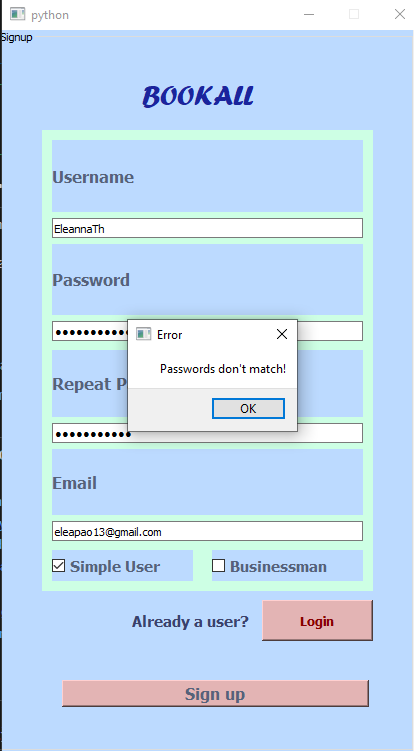 python
Signup
BOOKALL
Username
EleannaTh
Password
Error
Passwords don't match!
OK
Repeat P
Email
eleapao13@gmail.com
Simple User Businessman
Already a user? Login
Sign up